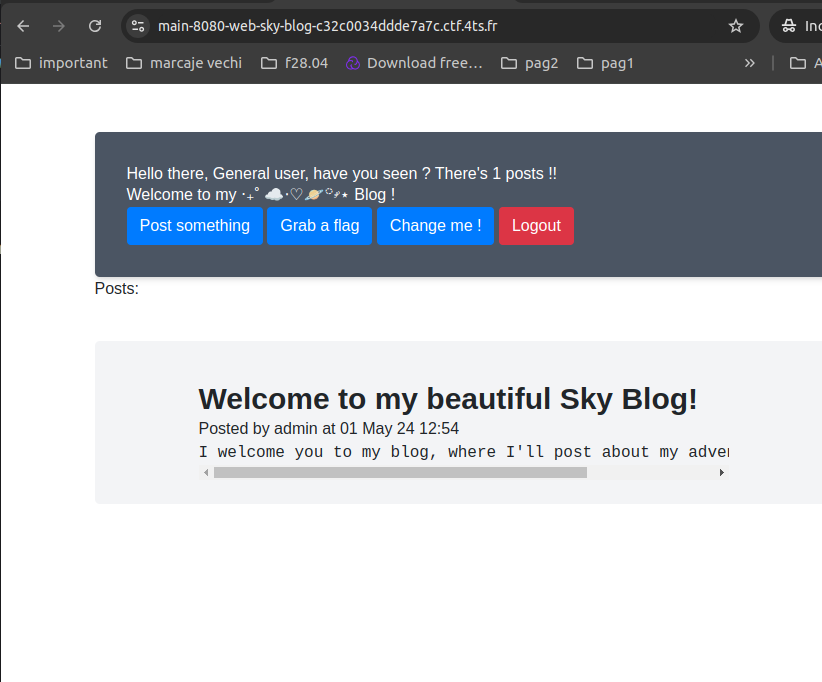 main-8080-web-sky-blog-c32c0034ddde7a7c.ctf.4ts.fr
important
marcaje vechi
f28.04
Download free…
pag2
pag1
»
Hello there, General user, have you seen ? There's 1 posts !!
Welcome to my ‧₊˚ ☁️⋅♡🪐༘⋆ Blog !
Post something
Grab a flag
Change me !
Logout
Posts:
Welcome to my beautiful Sky Blog!
Posted by admin at 01 May 24 12:54
I welcome you to my blog, where I'll post about my